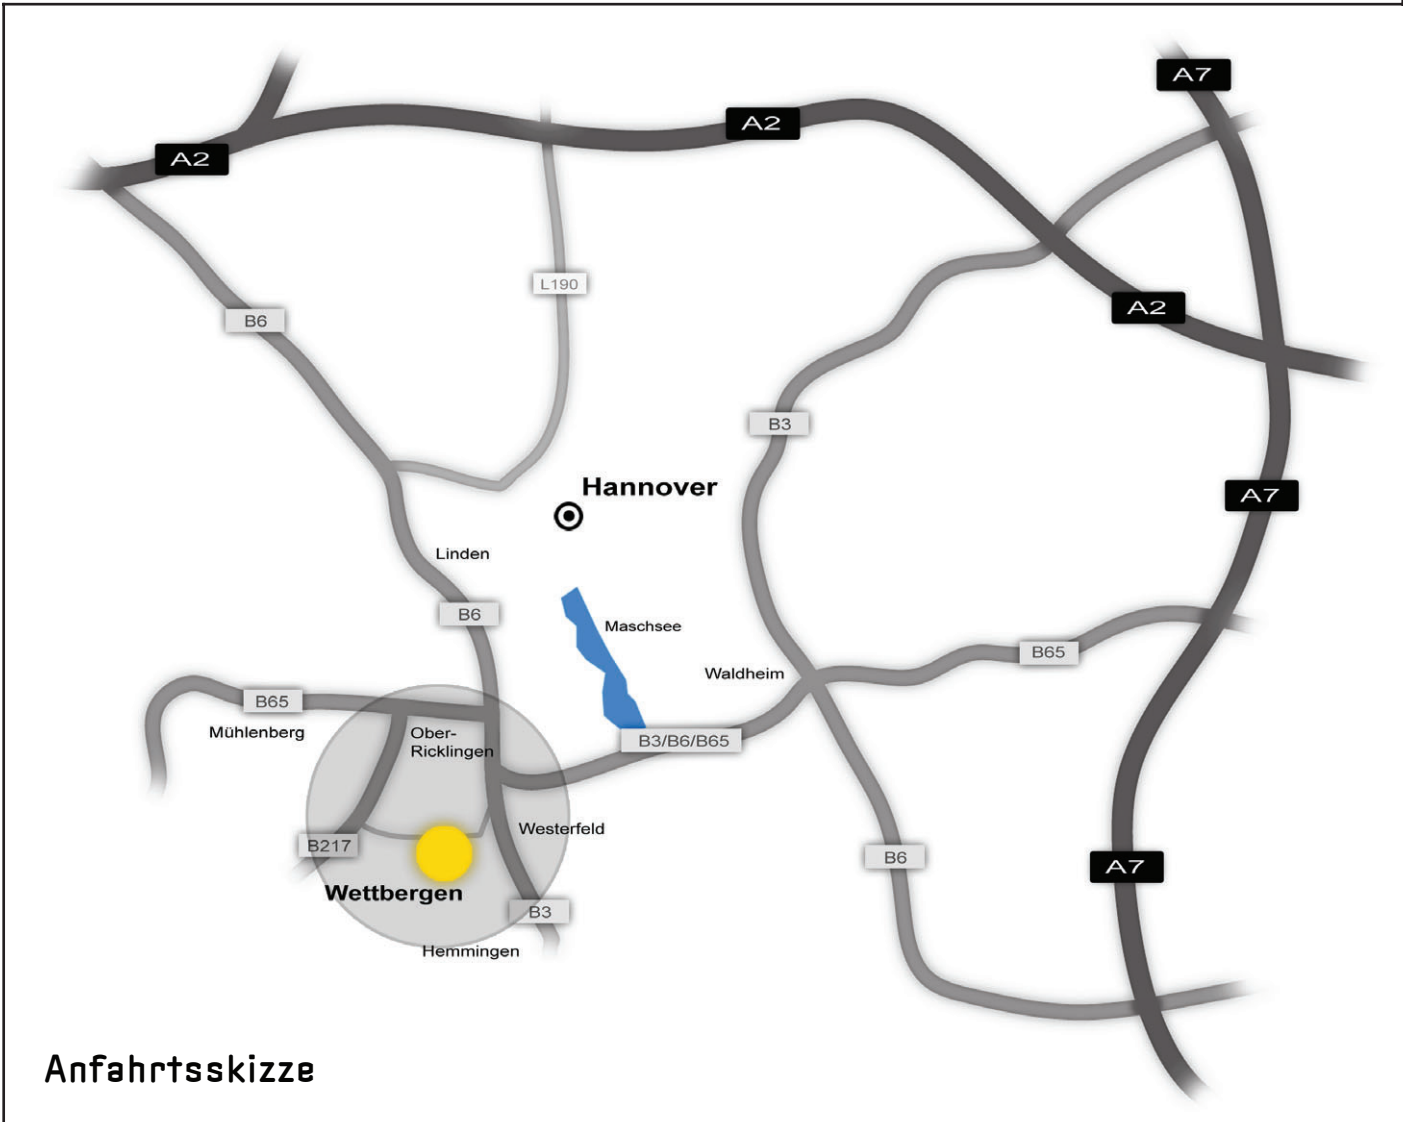 A7
A2
A2
L190
A2
B6
B3
Hannover
A7
Linden
B6
Maschsee
B65
Waldheim
B65
Mühlenberg
Ober-
Ricklingen
B3/B6/B65
Westerfeld
B217
B6
A7
Wettbergen
B3
Hemmingen
Anfahrtsskizze